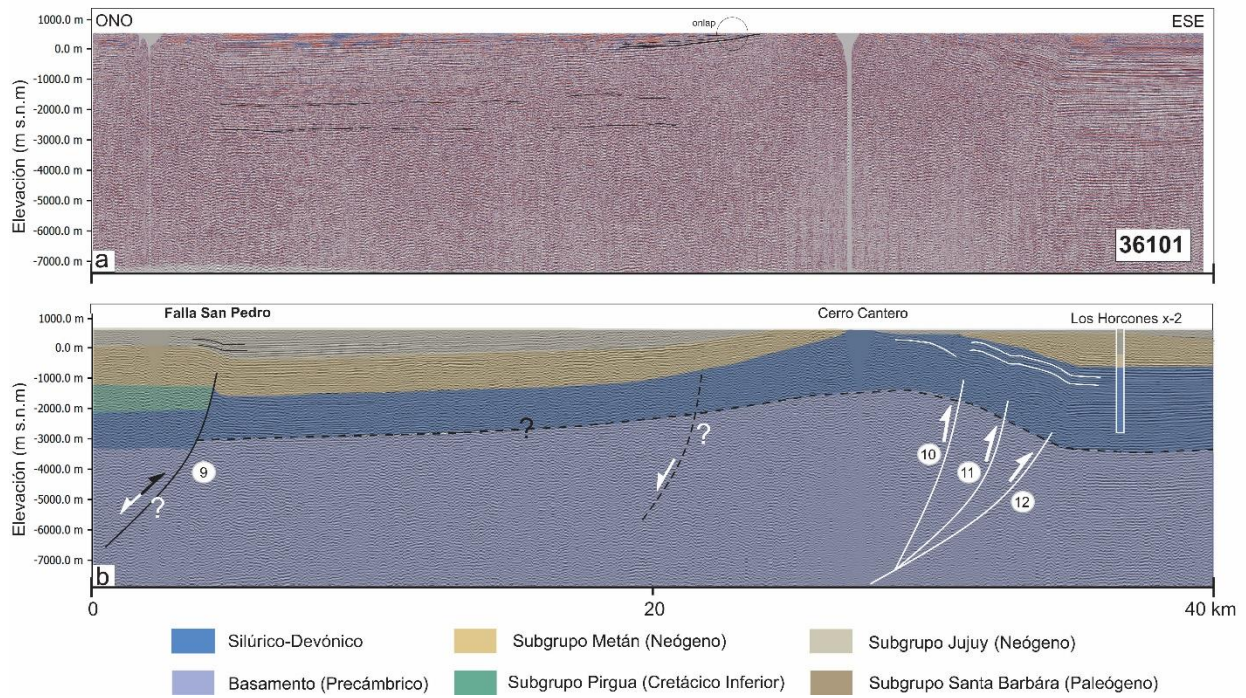 ONO
onlap
ESE
Elevación (m s.n.m)
1000.0 m
0.0 m
-1000.0 m
-2000.0 m
-3000.0 m
-4000.0 m
-5000.0 m
-6000.0 m
-7000.0 m
a
36101
Falla San Pedro
Cerro Cantero
Los Horcones x-2
Elevación (m s.n.m)
1000.0 m
0.0 m
-1000.0 m
-2000.0 m
-3000.0 m
-4000.0 m
-5000.0 m
-6000.0 m
-7000.0 m
?
?
?
9
10
11
12
b
0
20
40 km
Silúrico-Devónico
Subgrupo Metán (Neógeno)
Subgrupo Jujuy (Neógeno)
Basamento (Precámbrico)
Subgrupo Pirgua (Cretácico Inferior)
Subgrupo Santa Barbára (Paleógeno)